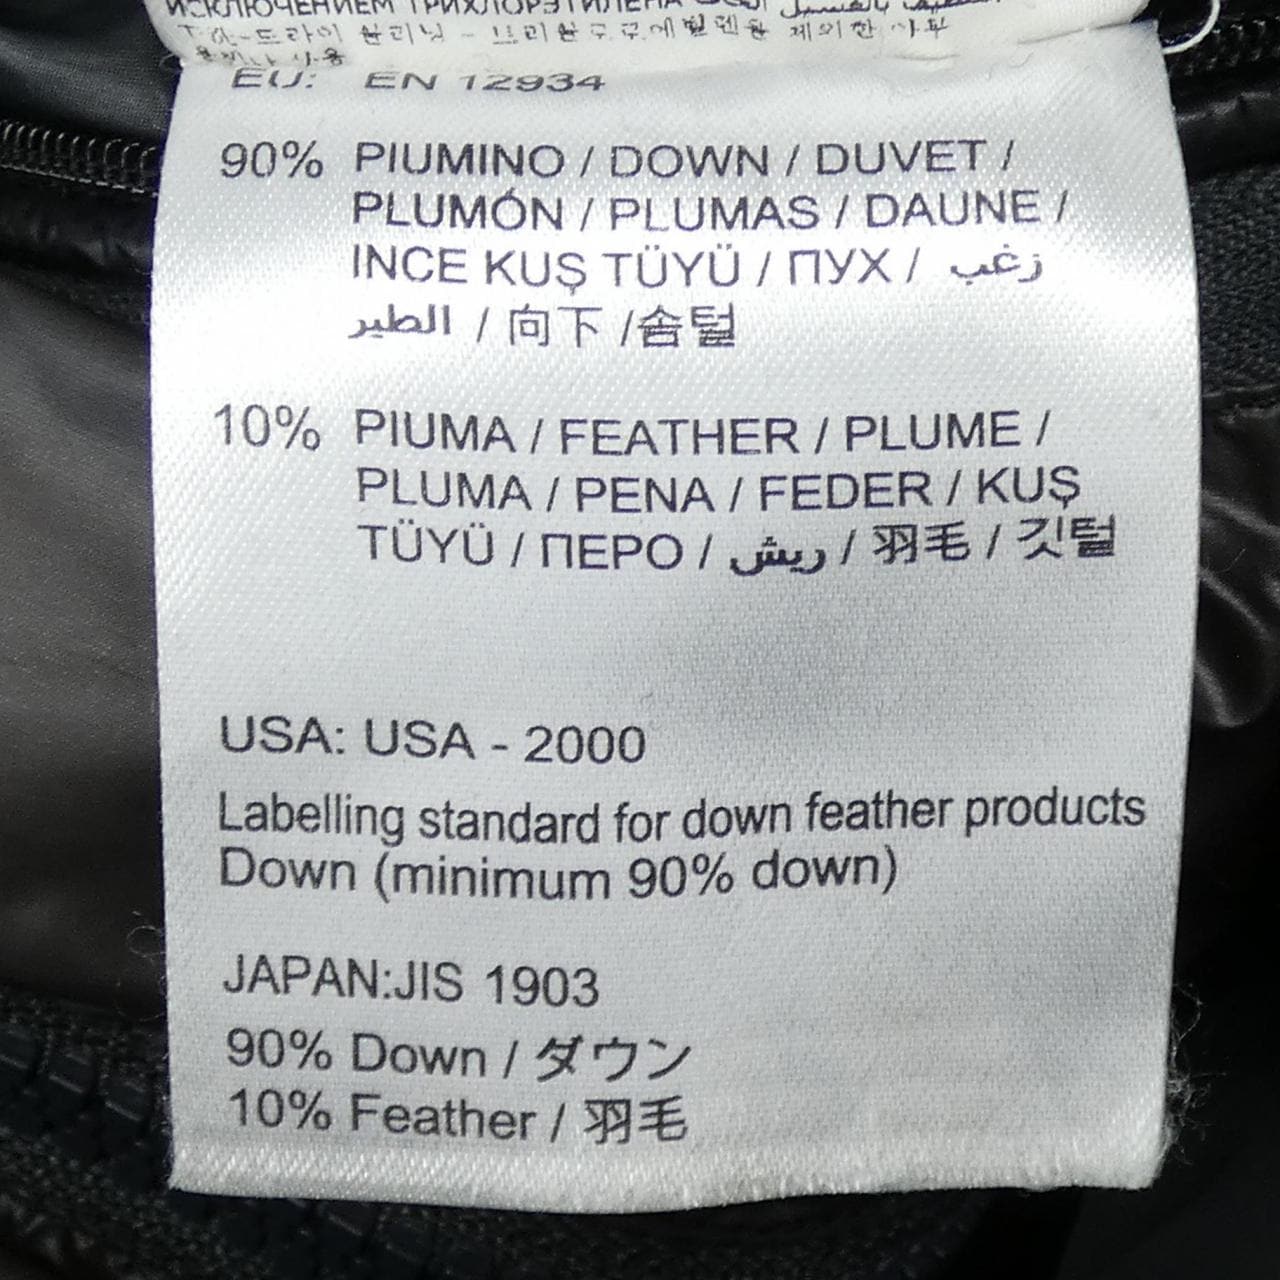 ИСКЛЮЧЕНИЕМ ТРИХЛОРЭТИЛЕНА
EU: EN 12934
90% PIUMINO / DOWN / DUVET /
PLUMÓN / PLUMAS / DAUNE /
INCE KUŞ TÜYÜ / ПУХ / زغب
الطير / 向下 /솜털
10% PIUMA / FEATHER / PLUME /
PLUMA / PENA / FEDER / KUŞ
TÜYÜ / ПЕРО / ريش / 羽毛 / 깃털
USA: USA - 2000
Labelling standard for down feather products
Down (minimum 90% down)
JAPAN:JIS 1903
90% Down / ダウン
10% Feather / 羽毛